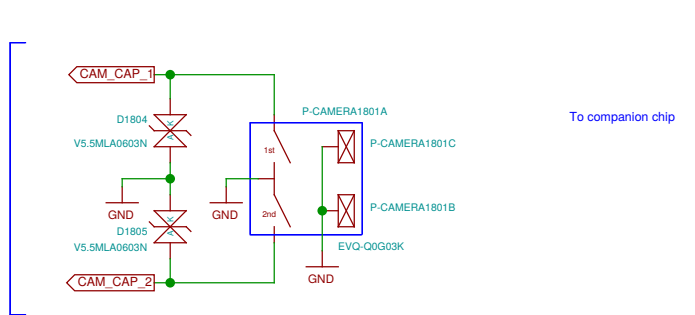 CAM_CAP_1
P-CAMERA1801A
To companion chip
D1804
K
A
V5.5MLA0603N
1st
P-CAMERA1801C
GND
GND
2nd
P-CAMERA1801B
D1805
K
A
V5.5MLA0603N
EVQ-Q0G03K
CAM_CAP_2
GND